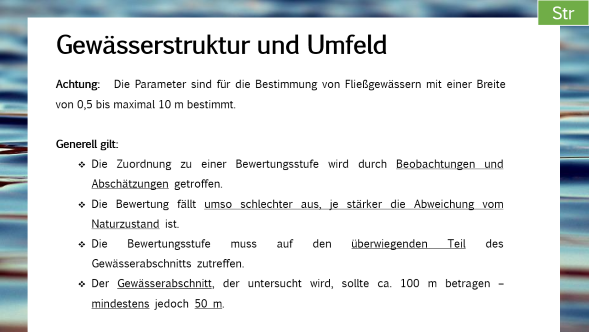 Str
Gewässerstruktur und Umfeld
Achtung: Die Parameter sind für die Bestimmung von Fließgewässern mit einer Breite
von 0,5 bis maximal 10 m bestimmt.
Generell gilt:
❖ Die Zuordnung zu einer Bewertungsstufe wird durch Beobachtungen und
Abschätzungen getroffen.
❖ Die Bewertung fällt umso schlechter aus, je stärker die Abweichung vom
Naturzustand ist.
❖ Die Bewertungsstufe muss auf den überwiegenden Teil des
Gewässerabschnitts zutreffen.
❖ Der Gewässerabschnitt, der untersucht wird, sollte ca. 100 m betragen –
mindestens jedoch 50 m.